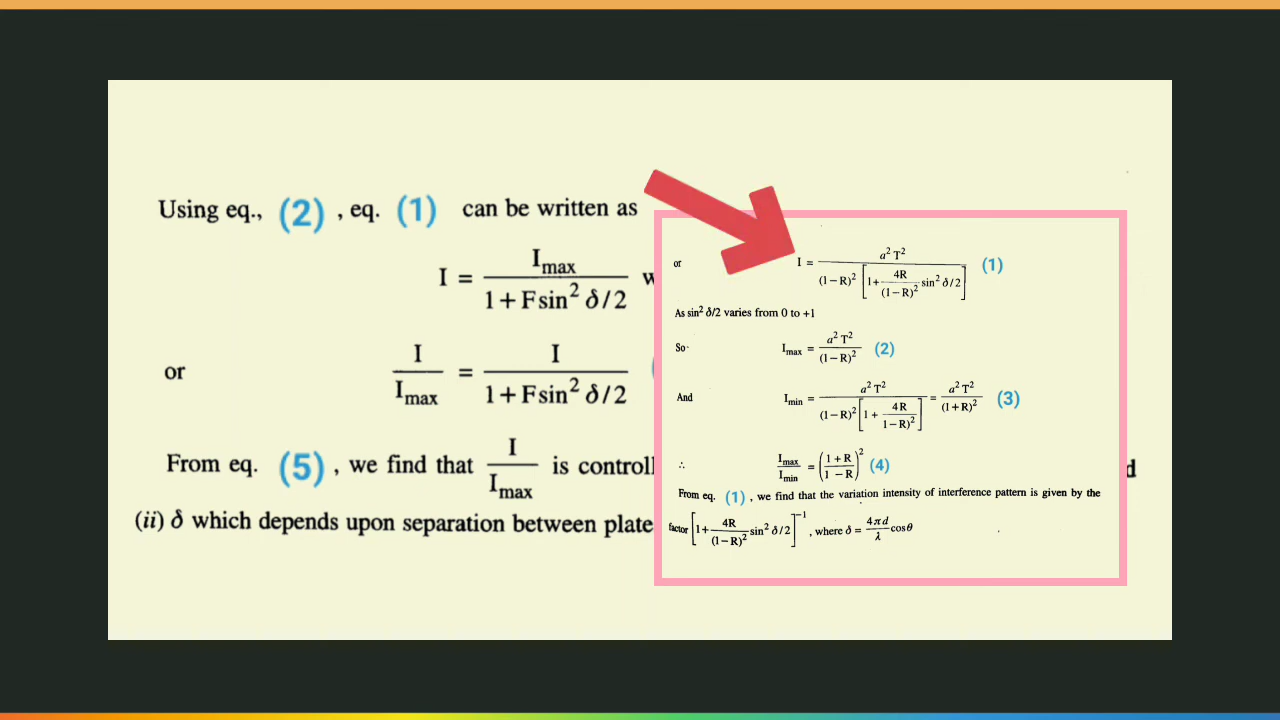 Using eq., (2) , eq. (1) can be written as
I = I_max / (1 + F sin² δ/2)
or I / I_max = I / (1 + F sin² δ/2)
From eq. (5) , we find that I / I_max is
(ii) δ which depends upon separation between
or I = a² T² / ((1 – R)² [1 + 4R / (1 – R)² sin² δ/2]) (1)
As sin² δ/2 varies from 0 to +1
So I_max = a² T² / (1 – R)² (2)
And I_min = a² T² / ((1 – R)² [1 + 4R / 1 – R)²]) = a² T² / (1 + R)² (3)
∴ I_max / I_min = ((1 + R) / (1 – R))² (4)
From eq. (1) , we find that the variation intensity of interference pattern is given by the
factor [1 + 4R / (1 – R)² sin² δ/2]^–1 , where δ = 4πd / λ cosθ